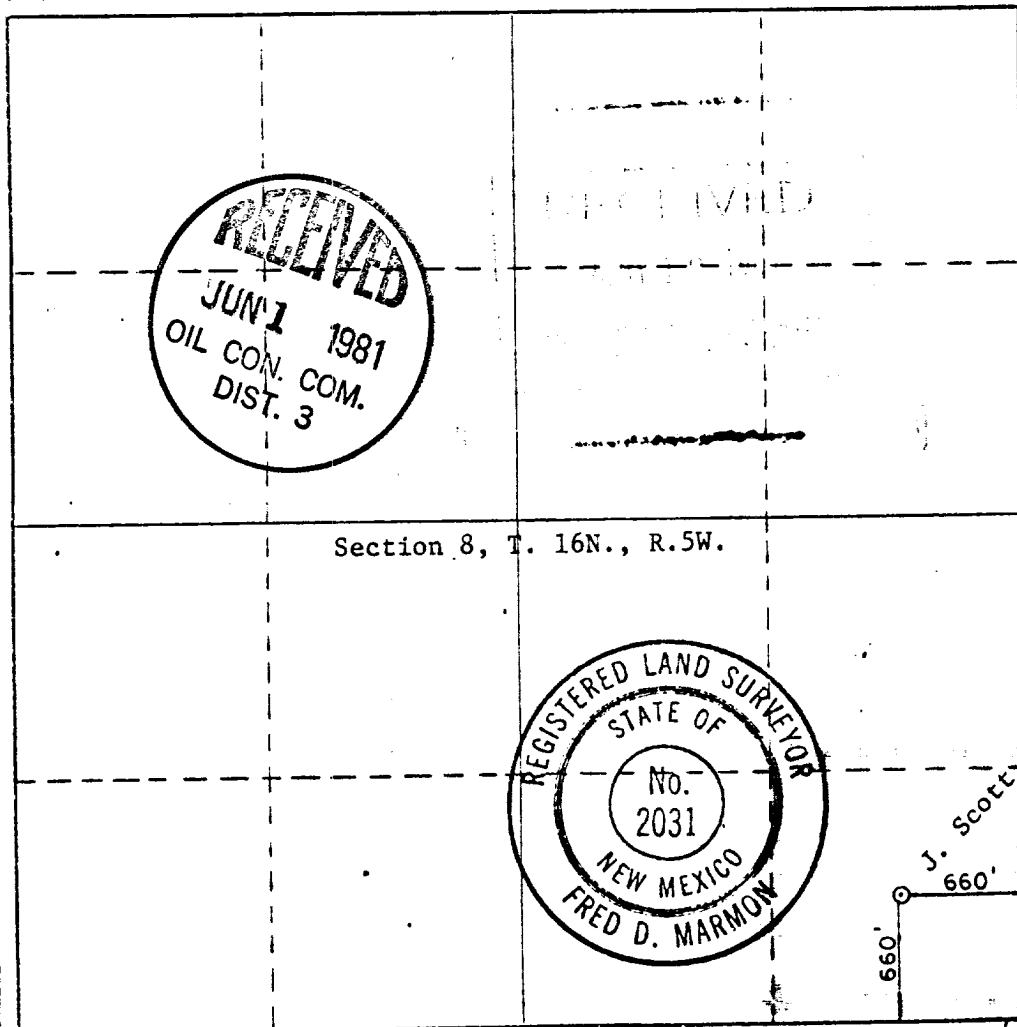 RECEIVED
JUN 1 1981
OIL CON. COM.
DIST. 3
Section 8, T. 16N., R.5W.
REGISTERED LAND SURVEYOR
STATE OF
No.
2031
NEW MEXICO
FRED D. MARMON
J. Scott
660'
660'